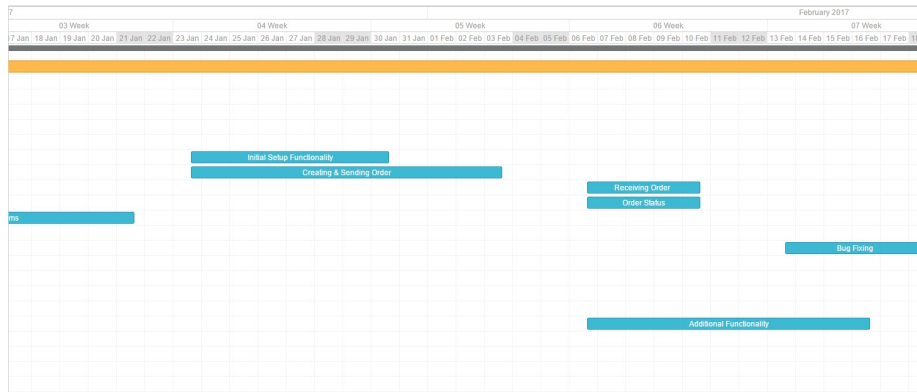 7 February 2017
03 Week 04 Week 05 Week 06 Week 07 Week
17 Jan 18 Jan 19 Jan 20 Jan 21 Jan 22 Jan 23 Jan 24 Jan 25 Jan 26 Jan 27 Jan 28 Jan 29 Jan 30 Jan 31 Jan 01 Feb 02 Feb 03 Feb 04 Feb 05 Feb 06 Feb 07 Feb 08 Feb 09 Feb 10 Feb 11 Feb 12 Feb 13 Feb 14 Feb 15 Feb 16 Feb 17 Feb 18
Initial Setup Functionality
Creating & Sending Order
Receiving Order
Order Status
ms
Bug Fixing
Additional Functionality